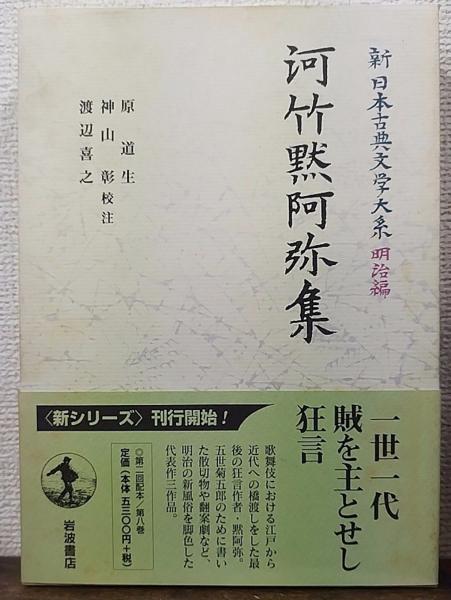 新日本古典文学大系 明治編
河竹黙阿弥集
原 道生
神山 彰 校注
渡辺喜之
一世一代
賊を主とせし
狂言
〈新シリーズ〉刊行開始!
歌舞伎における江戸から
近代への橋渡しをした最
後の狂言作者・黙阿弥。
五世菊五郎のために書い
た散切物や翻案劇など、
明治の新風俗を脚色した
代表作三作品。
◎第二回配本/第八巻
定価(本体 五三〇〇円+税)
岩波書店